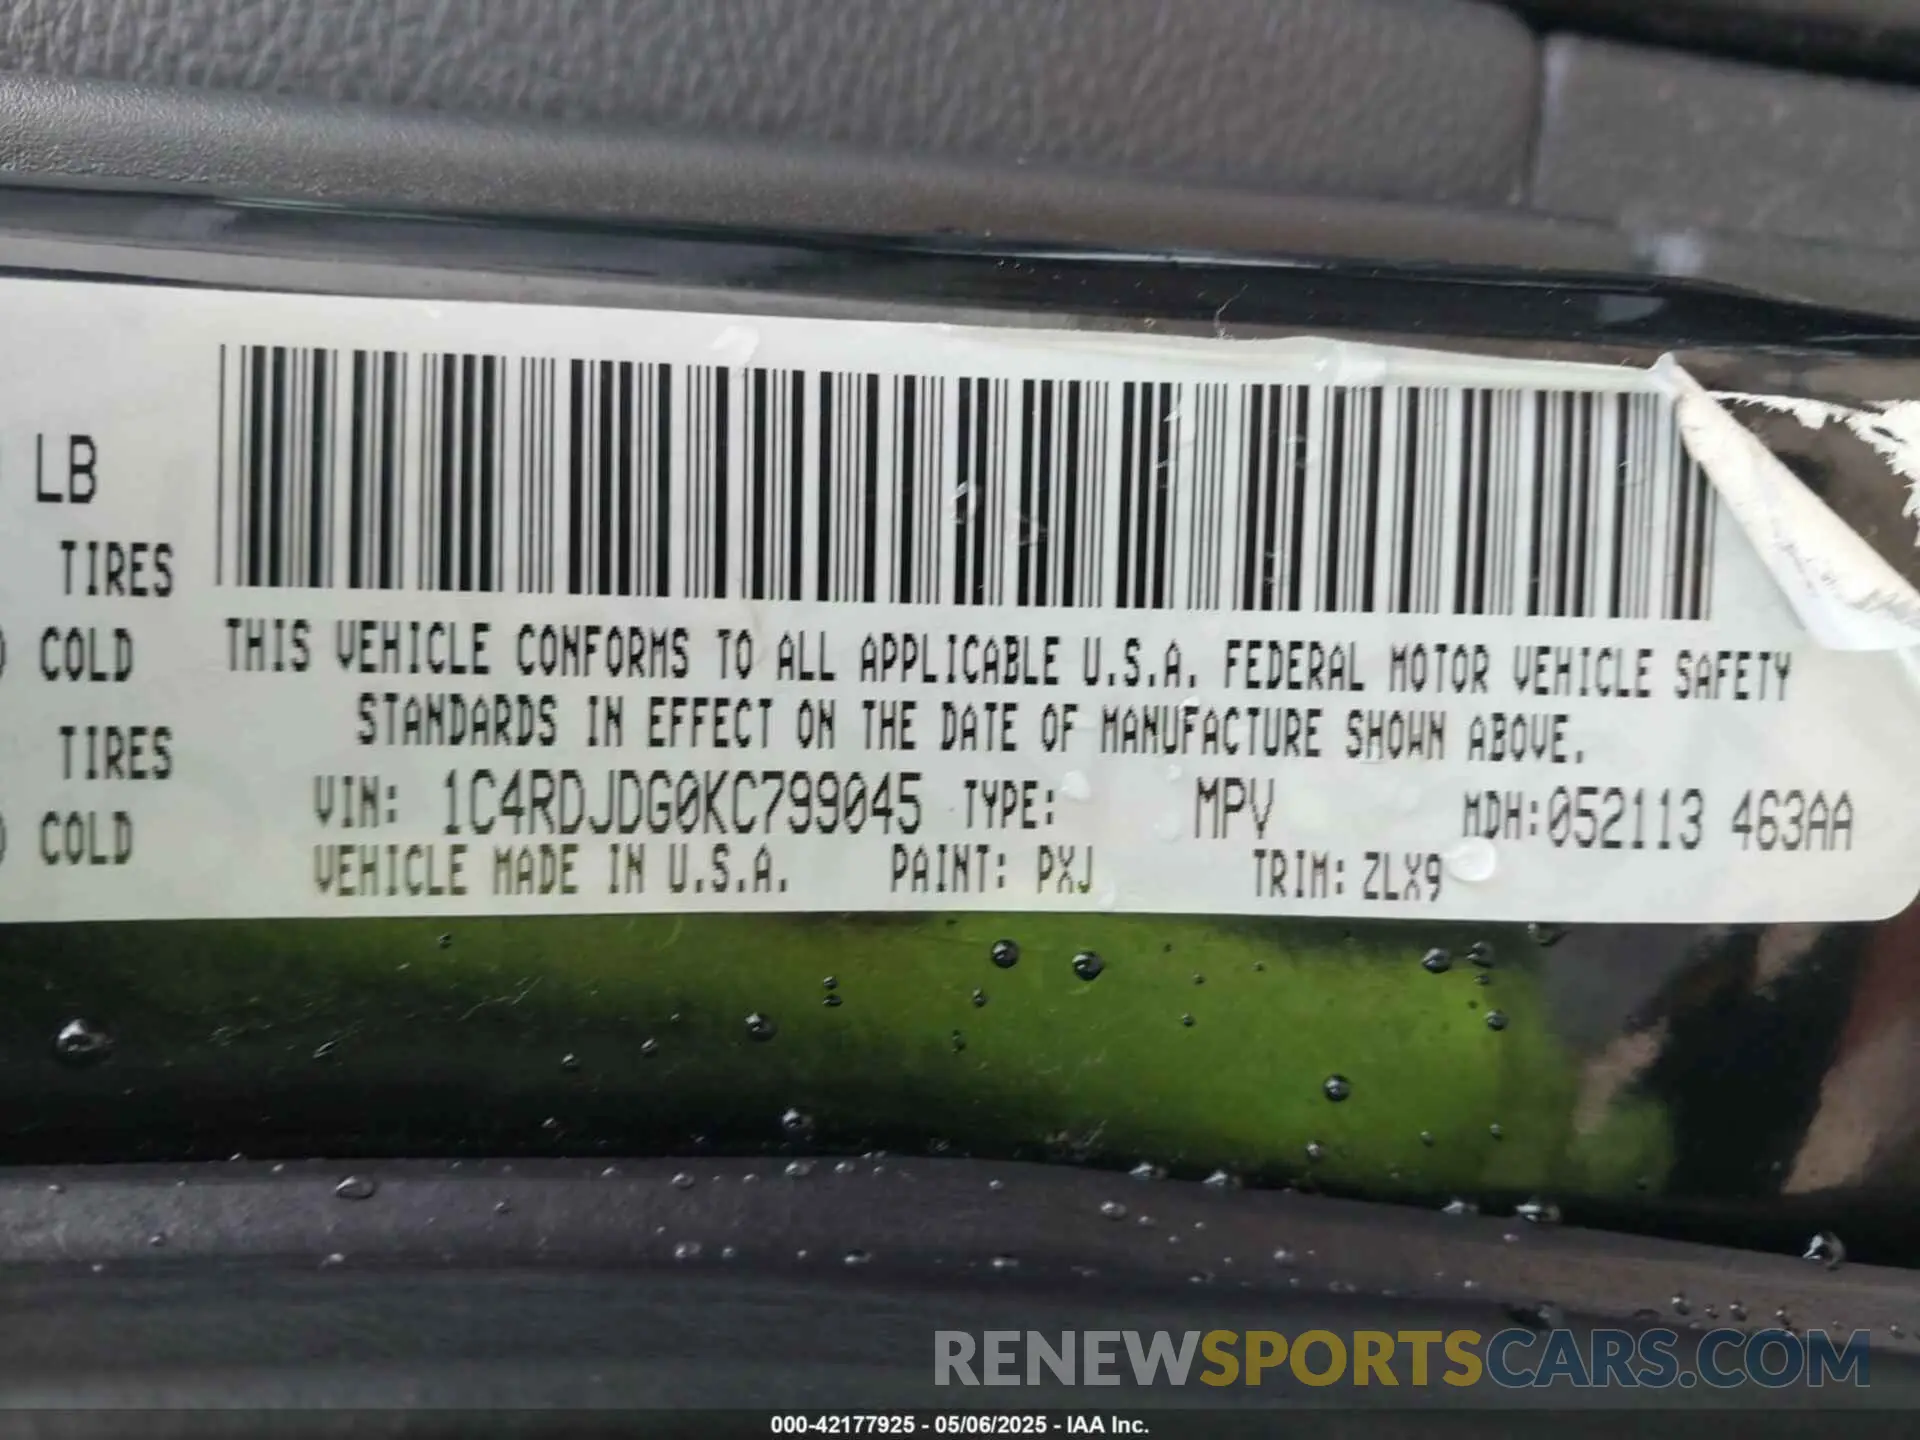 LB
TIRES
COLD
TIRES
COLD
THIS VEHICLE CONFORMS TO ALL APPLICABLE U.S.A. FEDERAL MOTOR VEHICLE SAFETY
STANDARDS IN EFFECT ON THE DATE OF MANUFACTURE SHOWN ABOVE.
VIN: 1C4RDJDG0KC799045 TYPE: MPV MDH:052113 463AA
VEHICLE MADE IN U.S.A. PAINT: PXJ TRIM: ZLX9
RENEWSPORTSCARS.COM
000-42177925 - 05/06/2025 - IAA Inc.